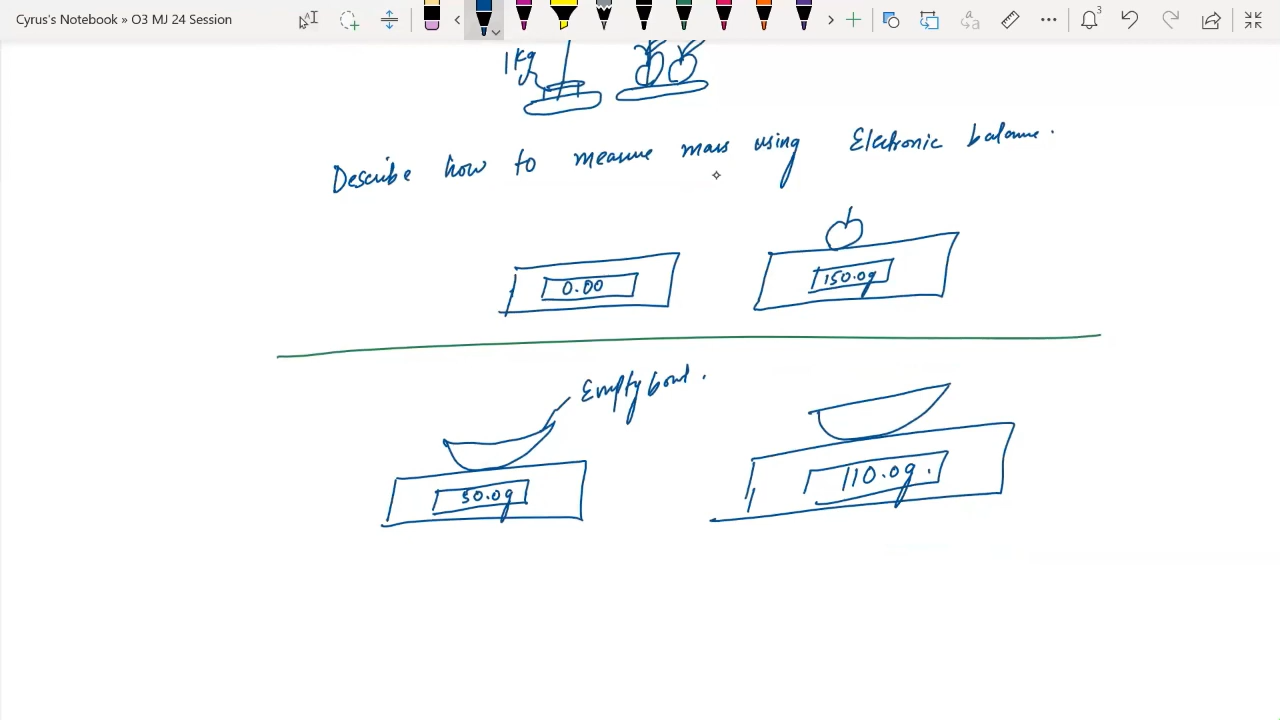 Cyrus's Notebook » O3 MJ 24 Session
3
1kg
Describe how to measure mass using Electronic balance.
0.00
150.0g
Empty bowl.
50.0g
110.0g.